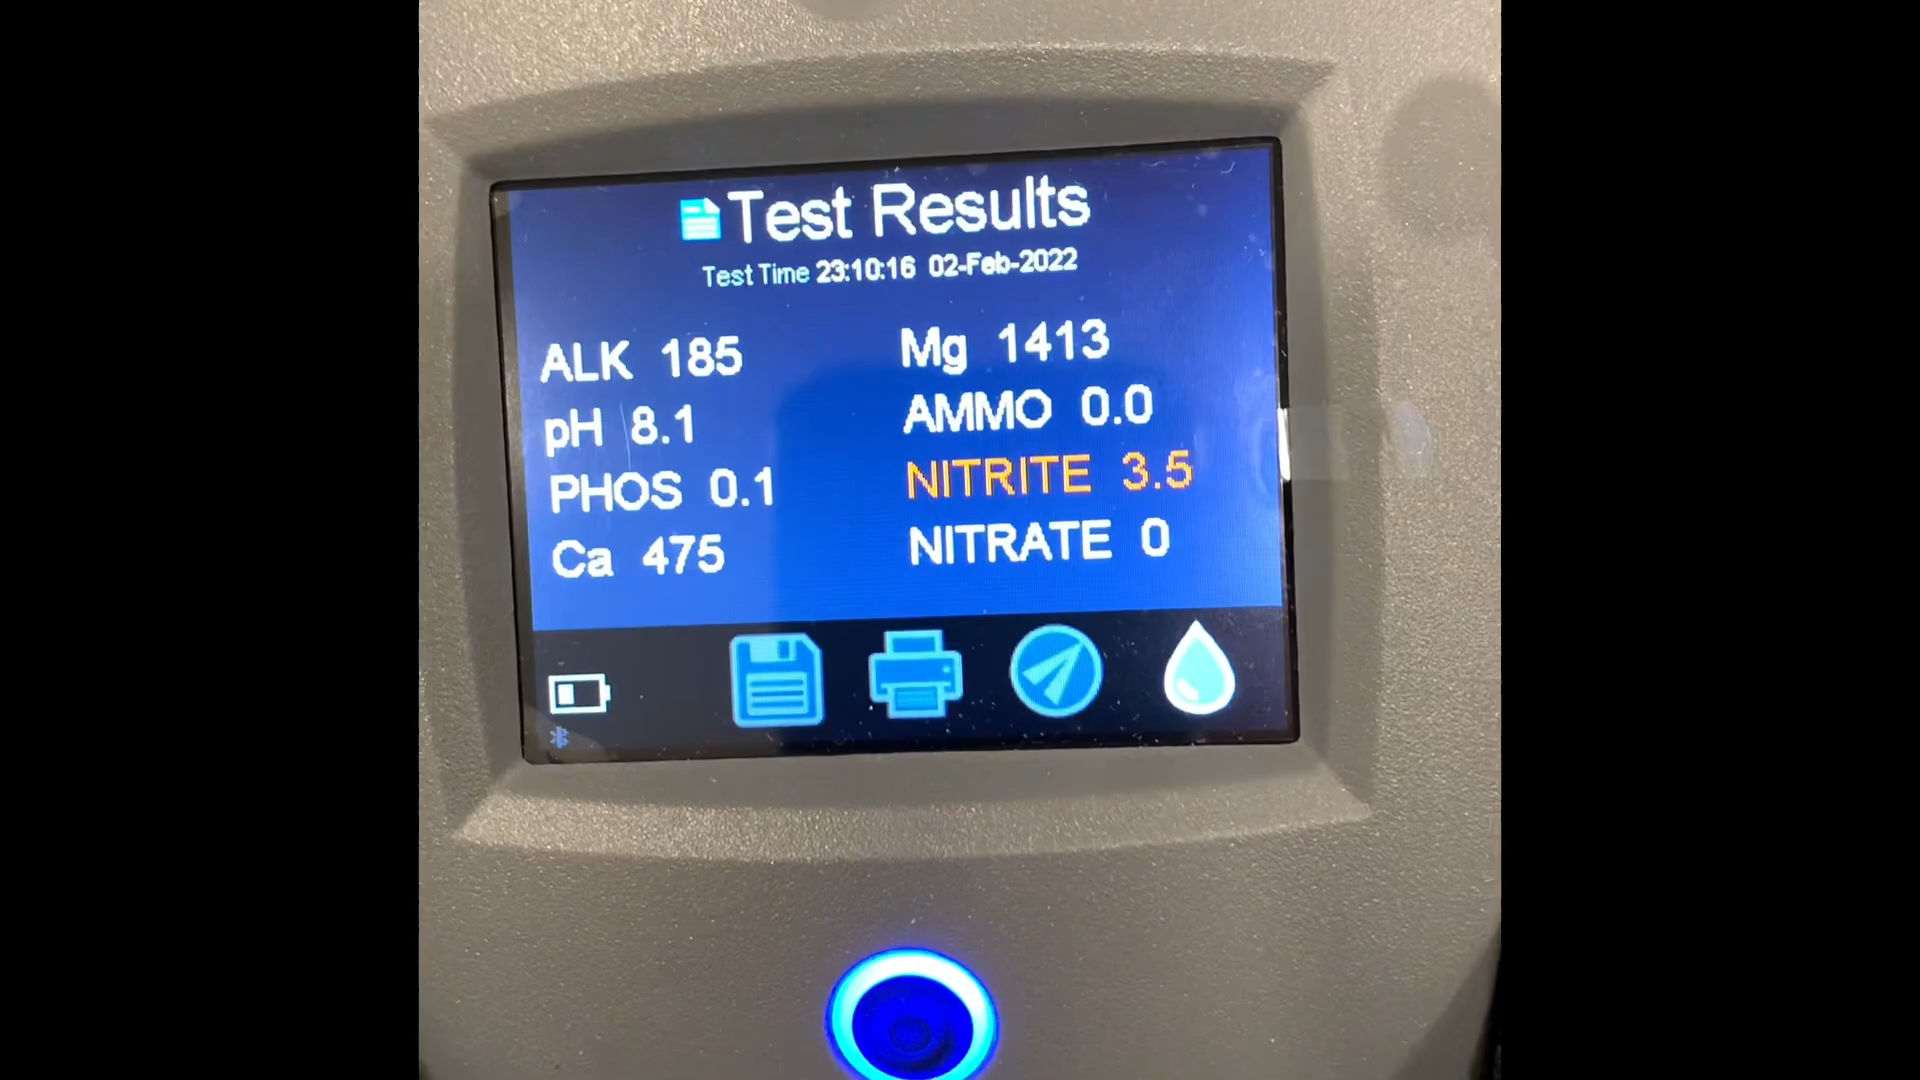 Test Results
Test Time 23:10:16 02-Feb-2022
ALK 185
pH 8.1
PHOS 0.1
Ca 475
Mg 1413
AMMO 0.0
NITRITE 3.5
NITRATE 0